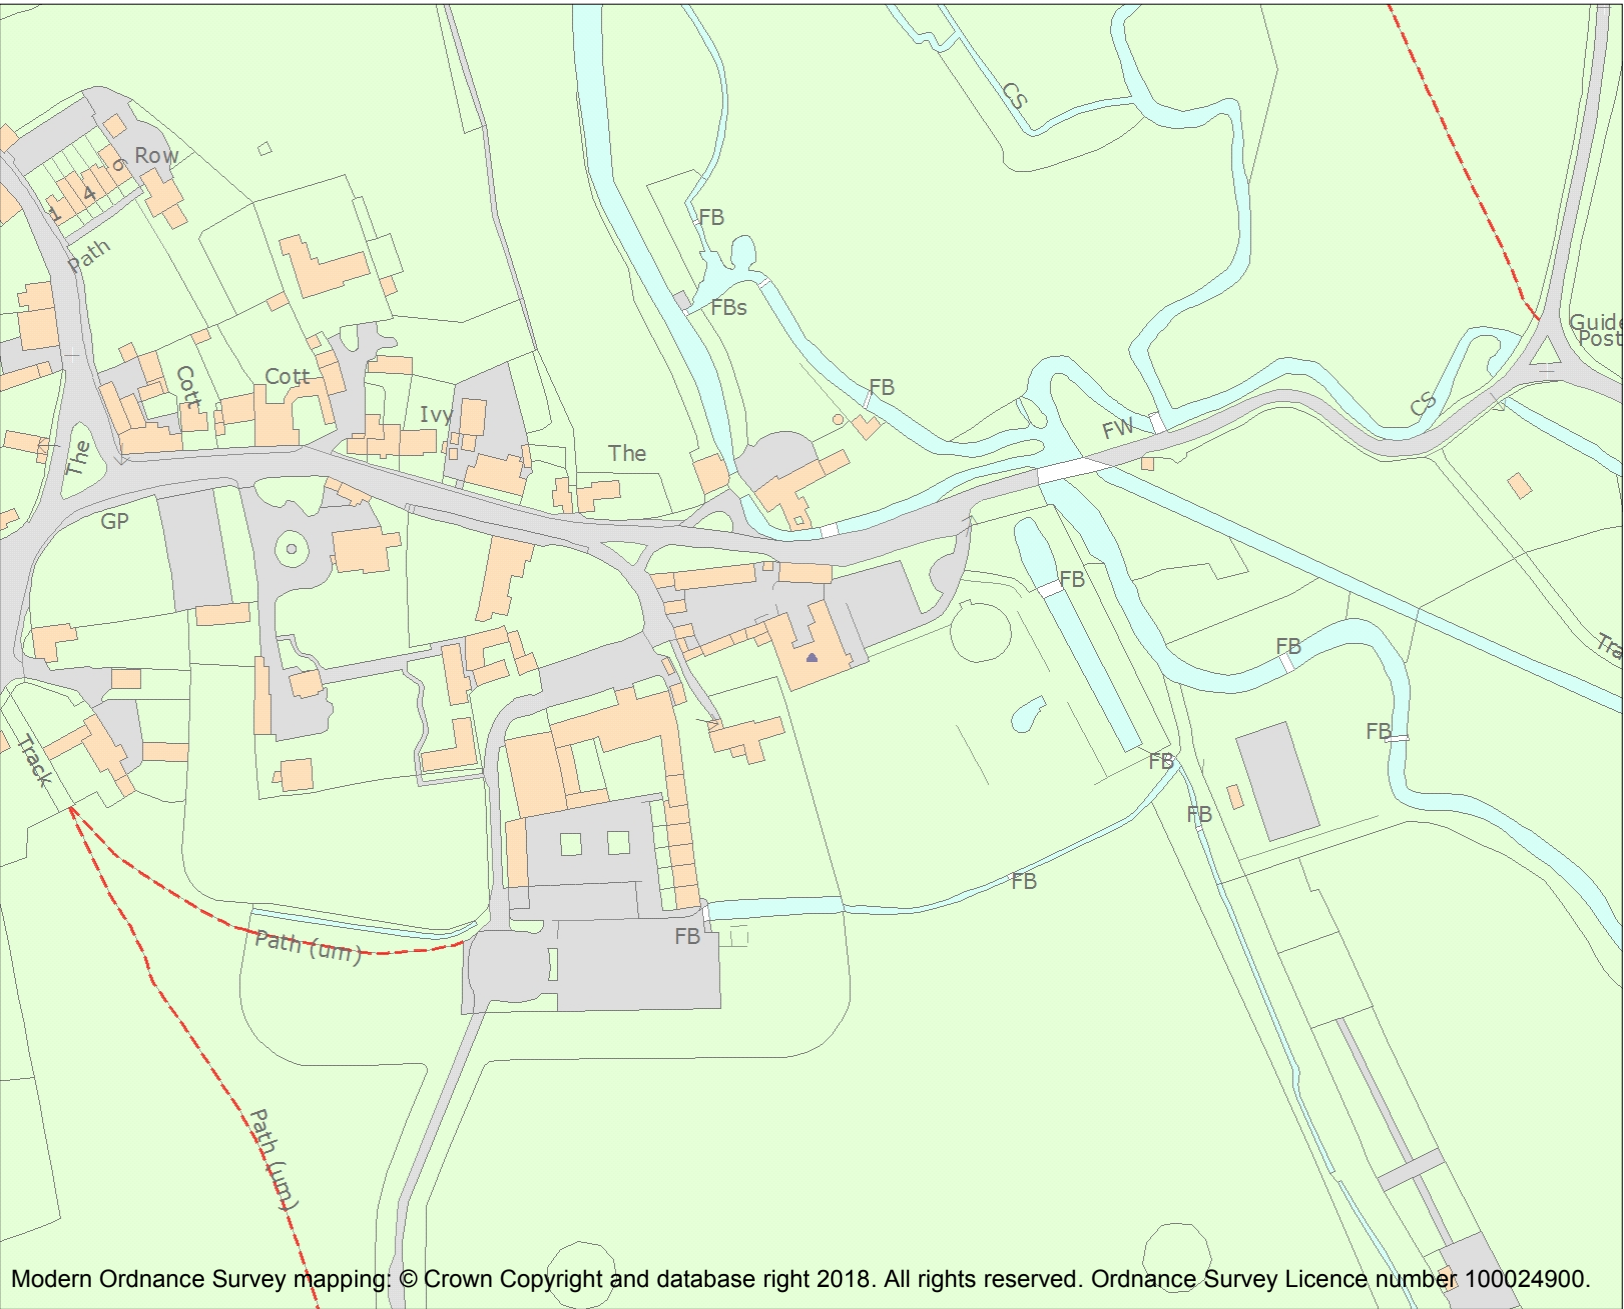 CS
Row
6
4
1
Path
FB
FBs
Guide
Post
Cott
Cott
FB
CS
Ivy
FW
The
The
GP
FB
FB
Tra
FB
Track
FB
FB
FB
FB
Path (um)
Path (um)
Modern Ordnance Survey mapping: © Crown Copyright and database right 2018. All rights reserved. Ordnance Survey Licence number 100024900.